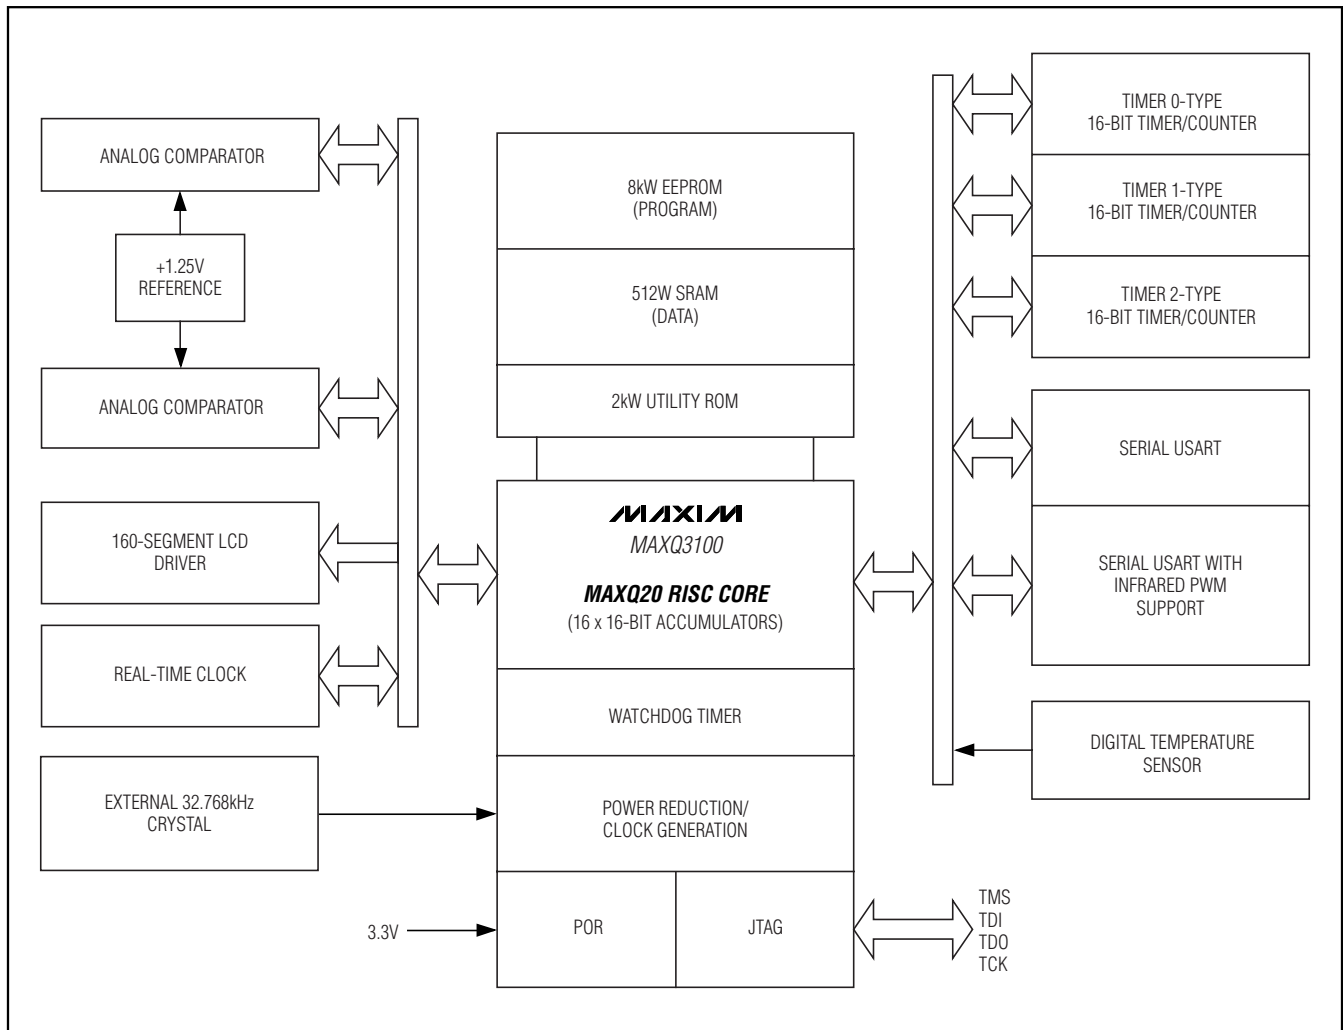 ANALOG COMPARATOR
+1.25V
REFERENCE
ANALOG COMPARATOR
160-SEGMENT LCD
DRIVER
REAL-TIME CLOCK
EXTERNAL 32.768kHz
CRYSTAL
3.3V
8kW EEPROM
(PROGRAM)
512W SRAM
(DATA)
2kW UTILITY ROM
MAXIM
MAXQ3100
MAXQ20 RISC CORE
(16 x 16-BIT ACCUMULATORS)
WATCHDOG TIMER
POWER REDUCTION/
CLOCK GENERATION
POR
JTAG
TMS
TDI
TDO
TCK
TIMER 0-TYPE
16-BIT TIMER/COUNTER
TIMER 1-TYPE
16-BIT TIMER/COUNTER
TIMER 2-TYPE
16-BIT TIMER/COUNTER
SERIAL USART
SERIAL USART WITH
INFRARED PWM
SUPPORT
DIGITAL TEMPERATURE
SENSOR